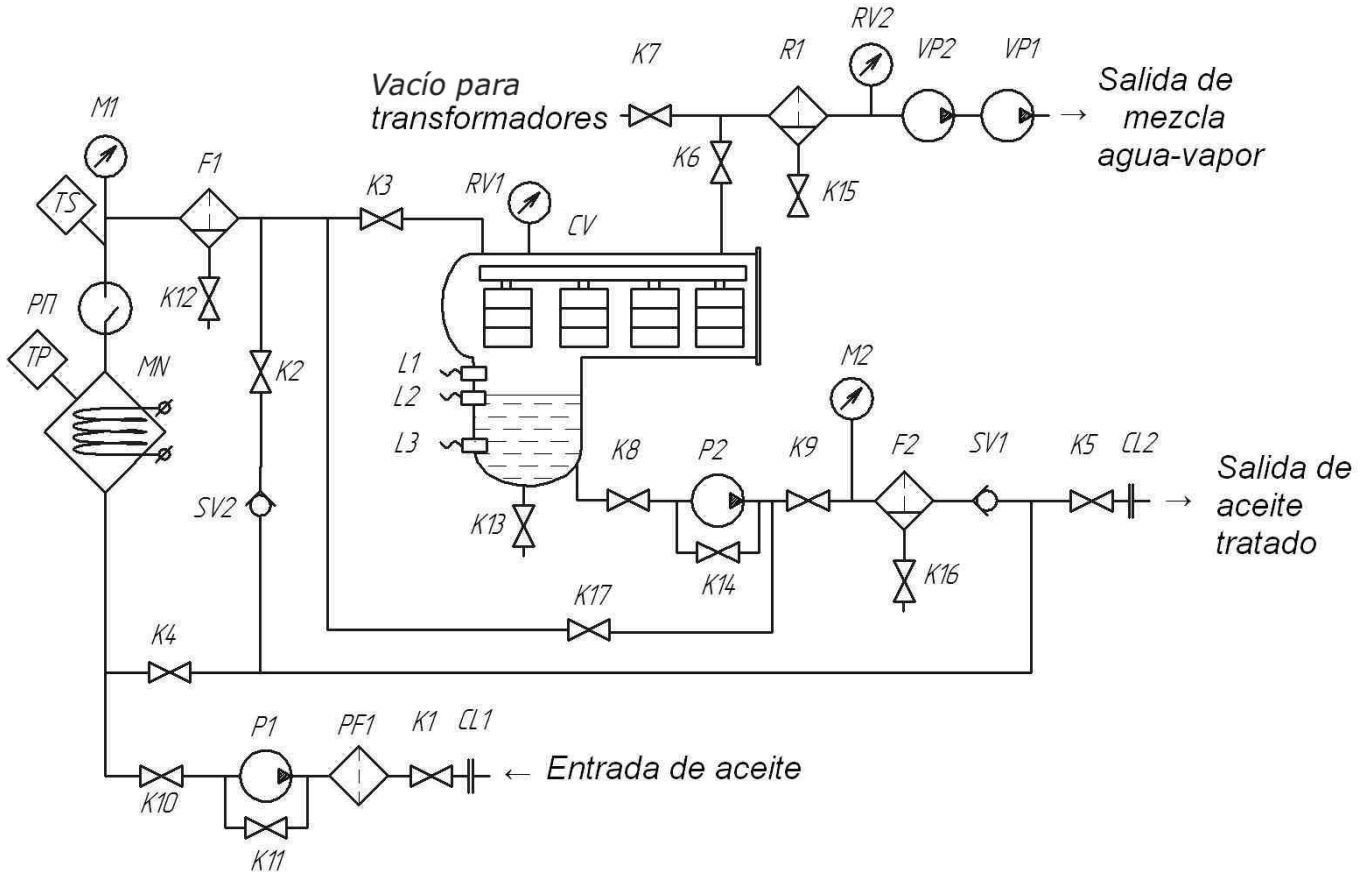 RV2
K7
R1
VP2
VP1
Vacío para
transformadores
Salida de
mezcla
agua-vapor
M1
F1
K6
K15
TS
K3
RV1
CV
РП
K12
TP
MN
K2
L1
L2
L3
M2
K8
P2
K9
F2
SV1
K5
CL2
Salida de
aceite
tratado
SV2
K13
K14
K16
K17
K4
P1
PF1
K1
CL1
← Entrada de aceite
K10
K11